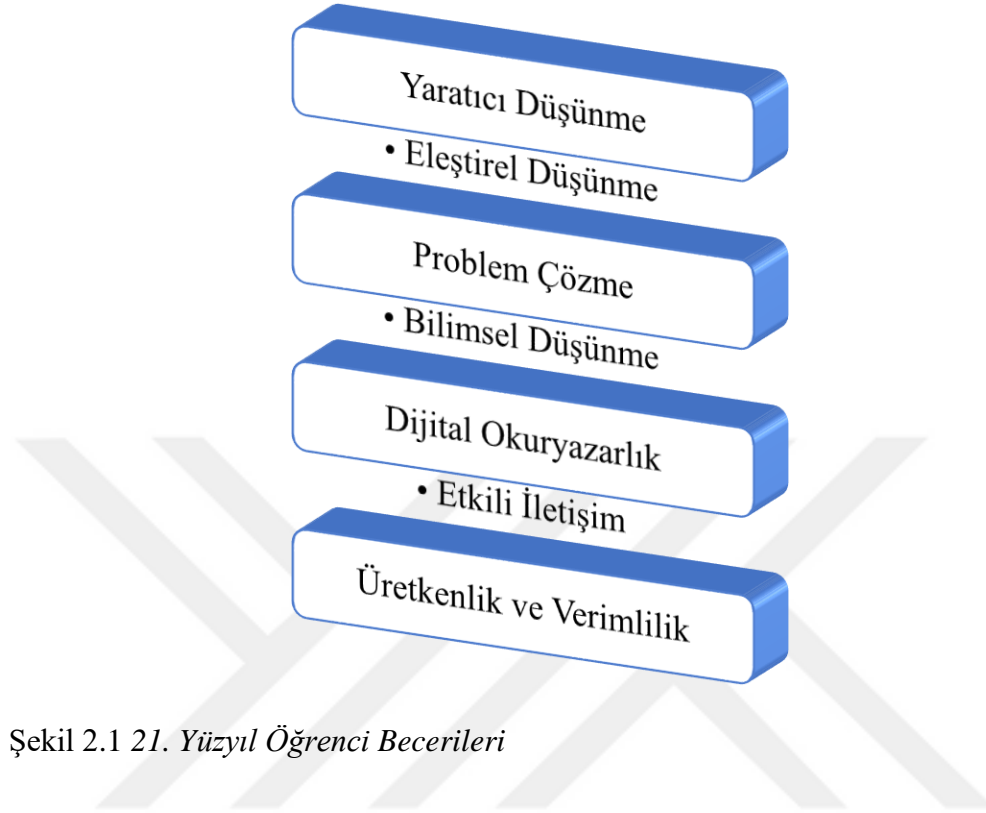 Yaratıcı Düşünme
• Eleştirel Düşünme
Problem Çözme
• Bilimsel Düşünme
Dijital Okuryazarlık
• Etkili İletişim
Üretkenlik ve Verimlilik
Şekil 2.1 21. Yüzyıl Öğrenci Becerileri